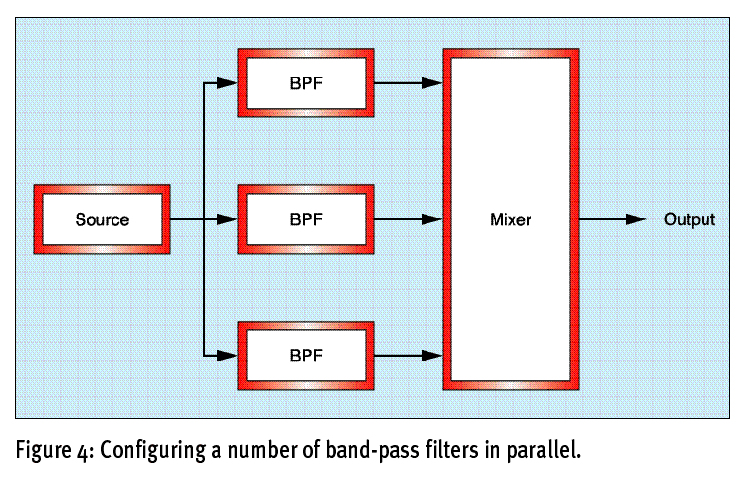 BPF
Source
BPF
Mixer
Output
BPF
Figure 4: Configuring a number of band-pass filters in parallel.